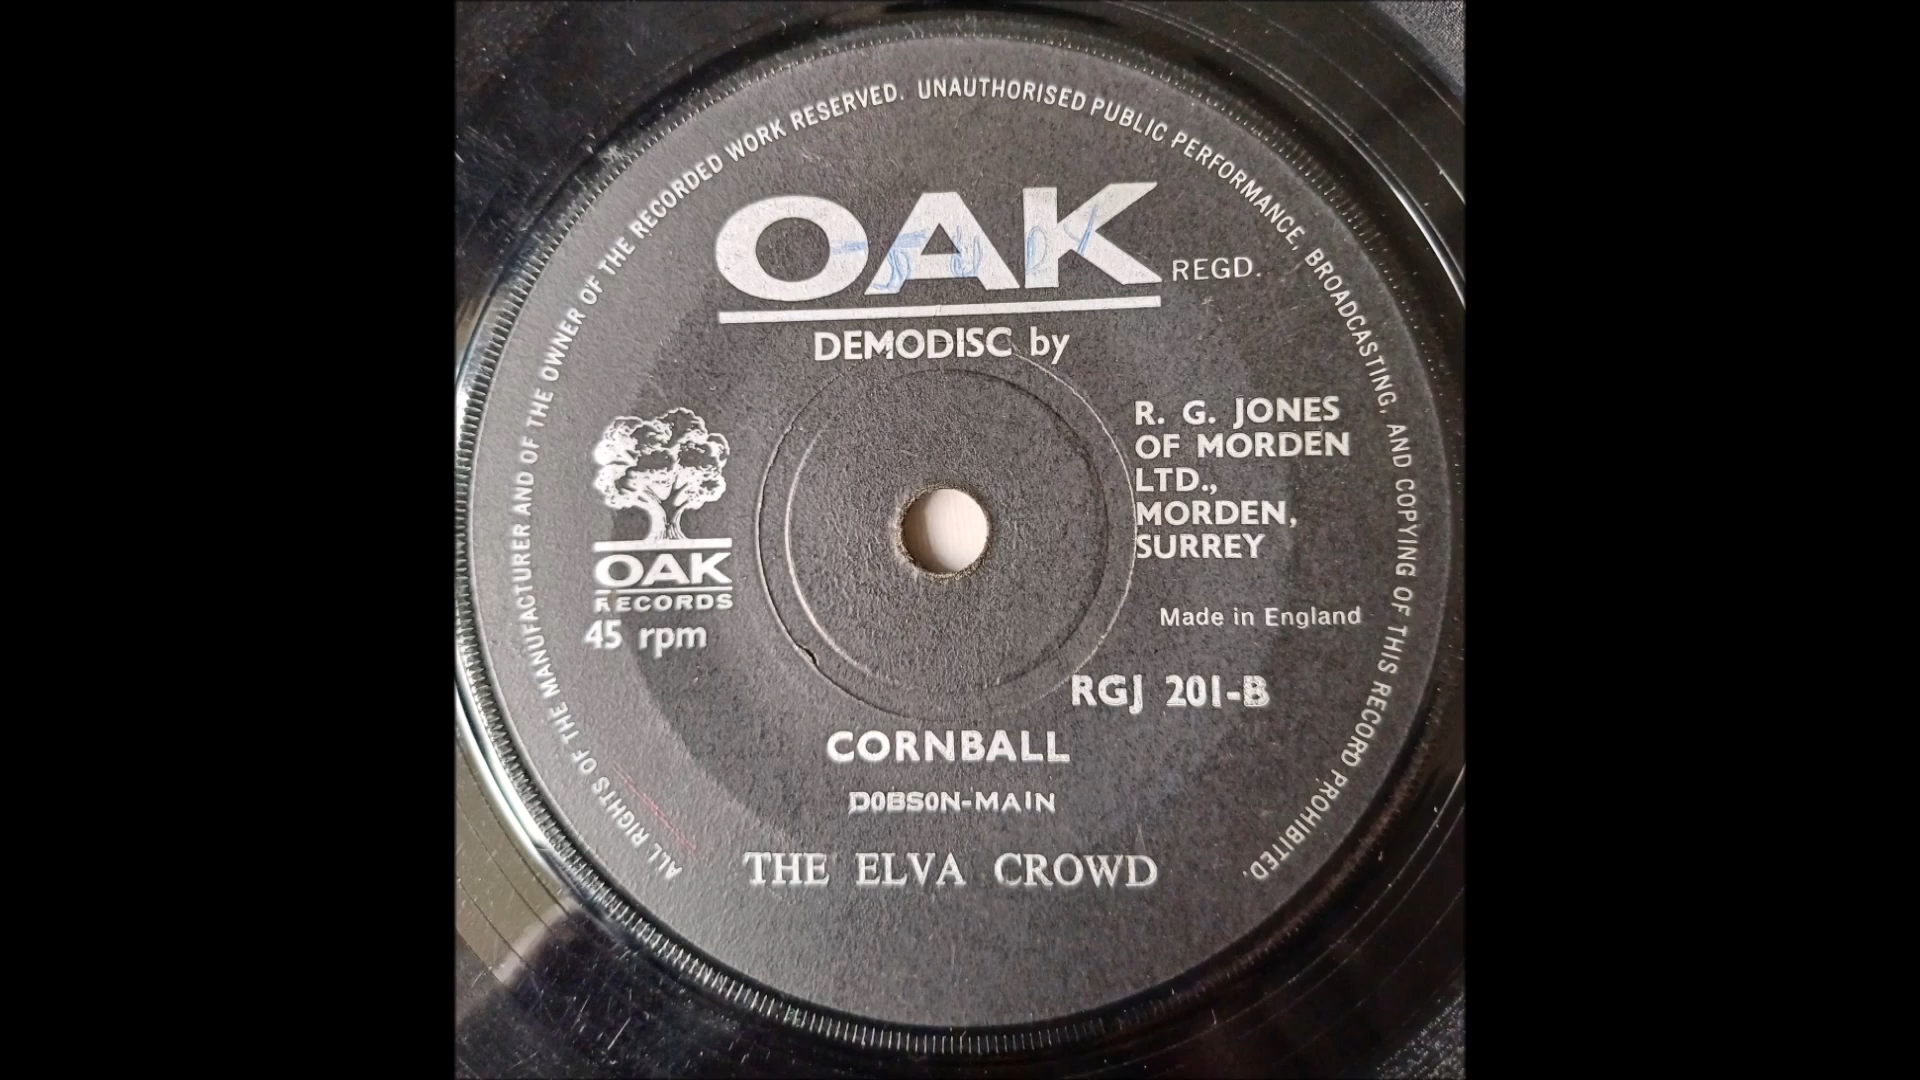 ALL RIGHTS OF THE MANUFACTURER AND OF THE OWNER OF THE RECORDED WORK RESERVED. UNAUTHORISED PUBLIC PERFORMANCE, BROADCASTING, AND COPYING OF THIS RECORD PROHIBITED.
OAK REGD.
DEMODISC by
R. G. JONES
OF MORDEN
LTD.,
MORDEN,
SURREY
OAK
RECORDS
45 rpm
Made in England
RGJ 201-B
CORNBALL
DOBSON-MAIN
THE ELVA CROWD